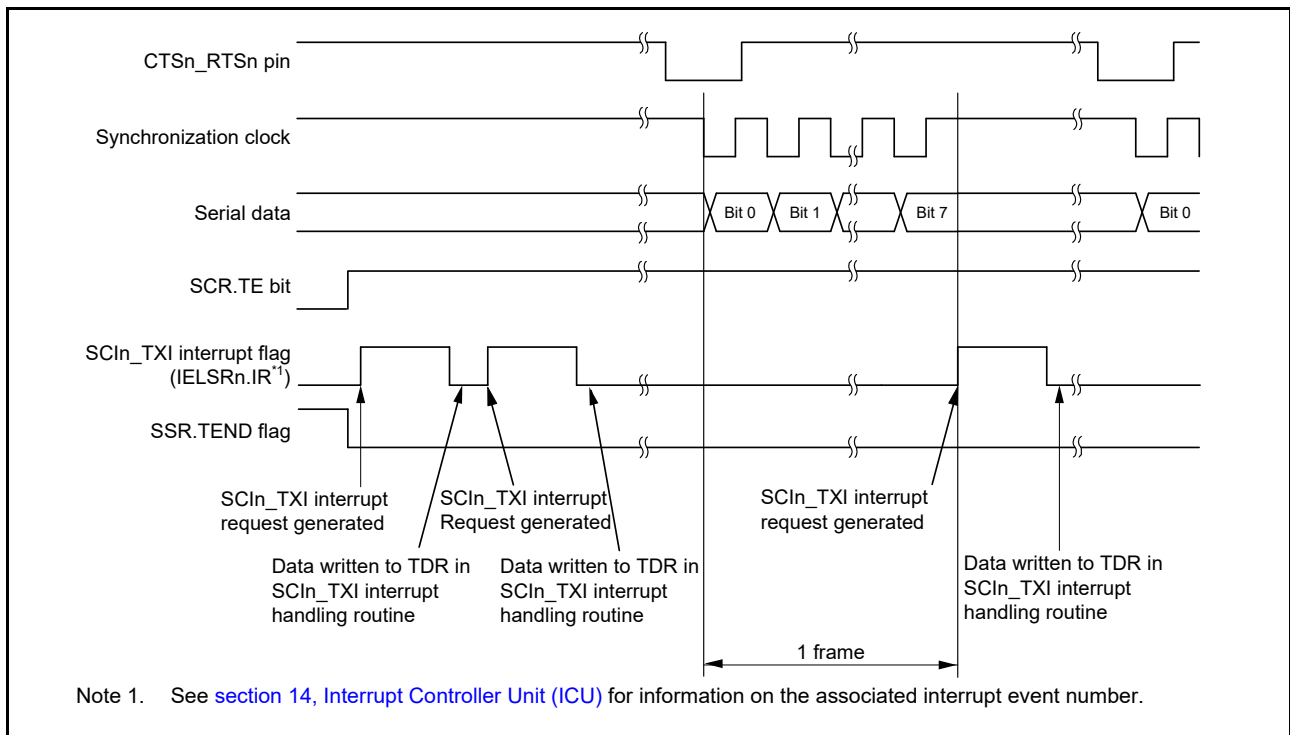 CTSn_RTSn pin
Synchronization clock
Serial data
Bit 0
Bit 1
Bit 7
Bit 0
SCR.TE bit
SCIn_TXI interrupt flag
(IELSRn.IR*1)
SSR.TEND flag
SCIn_TXI interrupt
request generated
SCIn_TXI interrupt
Request generated
SCIn_TXI interrupt
request generated
Data written to TDR in
SCIn_TXI interrupt
handling routine
Data written to TDR in
SCIn_TXI interrupt
handling routine
Data written to TDR in
SCIn_TXI interrupt
handling routine
1 frame
Note 1. See section 14, Interrupt Controller Unit (ICU) for information on the associated interrupt event number.